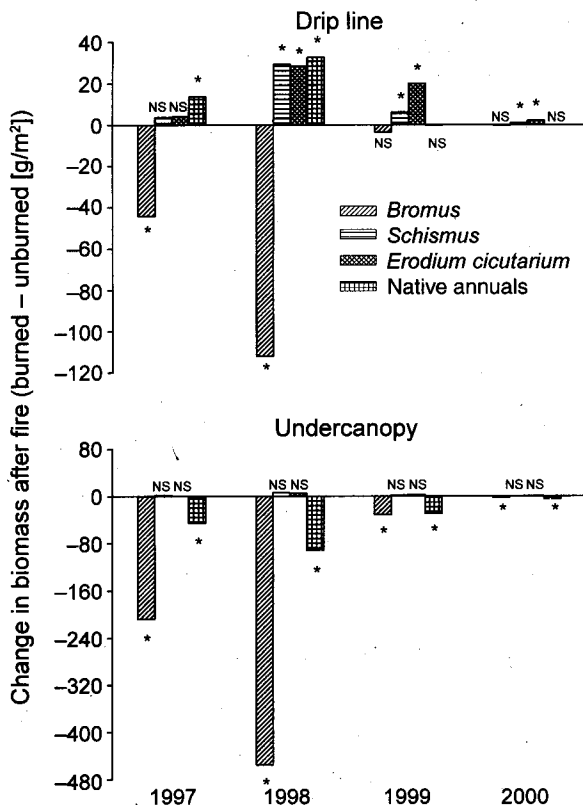 Change in biomass after fire (burned – unburned [g/m²])
Drip line
40
20
0
–20
–40
–60
–80
–100
–120
NS NS
*
*
* * *
*
*
*
NS
NS
* *
NS
NS
Bromus
Schismus
Erodium cicutarium
Native annuals
Undercanopy
80
0
–80
–160
–240
–320
–400
–480
NS NS
*
*
NS NS
*
*
NS NS
*
*
NS NS
*
*
1997
1998
1999
2000